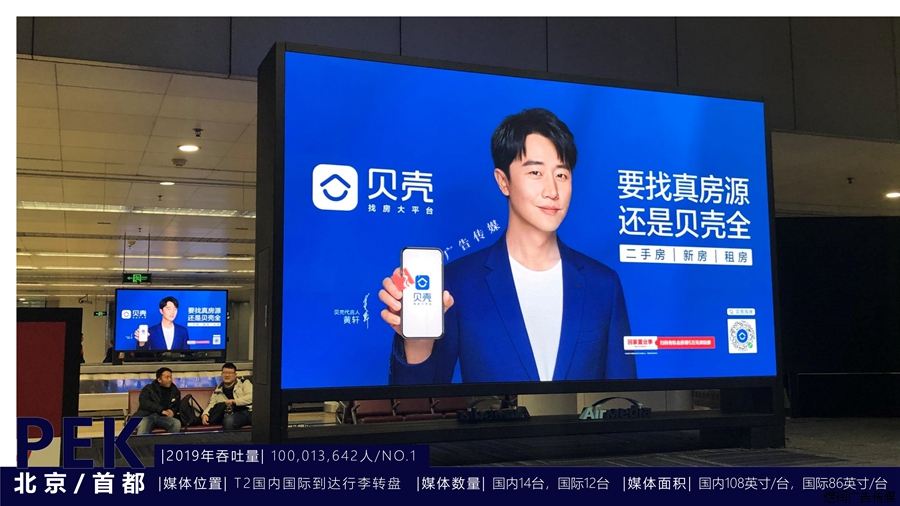 贝壳
找房大平台
要找真房源
还是贝壳全
二手房 | 新房 | 租房
广告传媒
贝壳
贝壳代言人
黄轩
贝壳
要找真房源
还是贝壳全
AirMedia
PEK
北京/首都
|2019年吞吐量| 100,013,642人/NO.1
|媒体位置| T2国内国际到达行李转盘 |媒体数量| 国内14台，国际12台 |媒体面积| 国内108英寸/台，国际86英寸/台